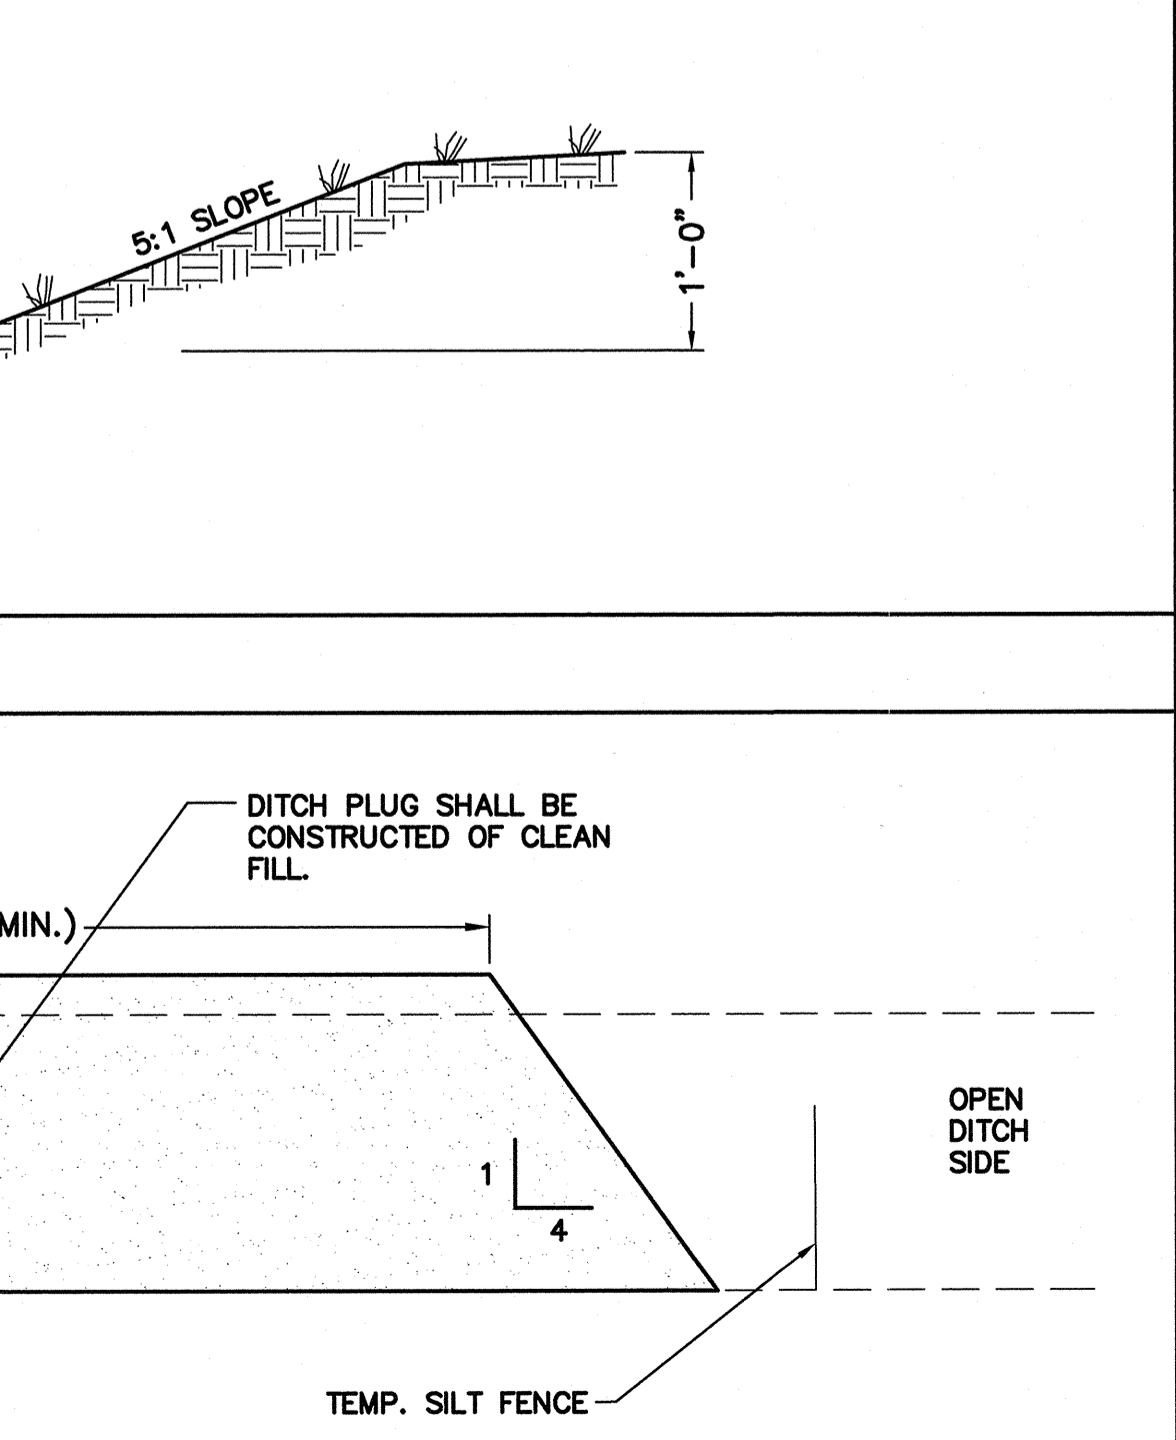 5:1 SLOPE
1'-0"
DITCH PLUG SHALL BE
CONSTRUCTED OF CLEAN
FILL.
MIN.)
OPEN
DITCH
SIDE
1
4
TEMP. SILT FENCE